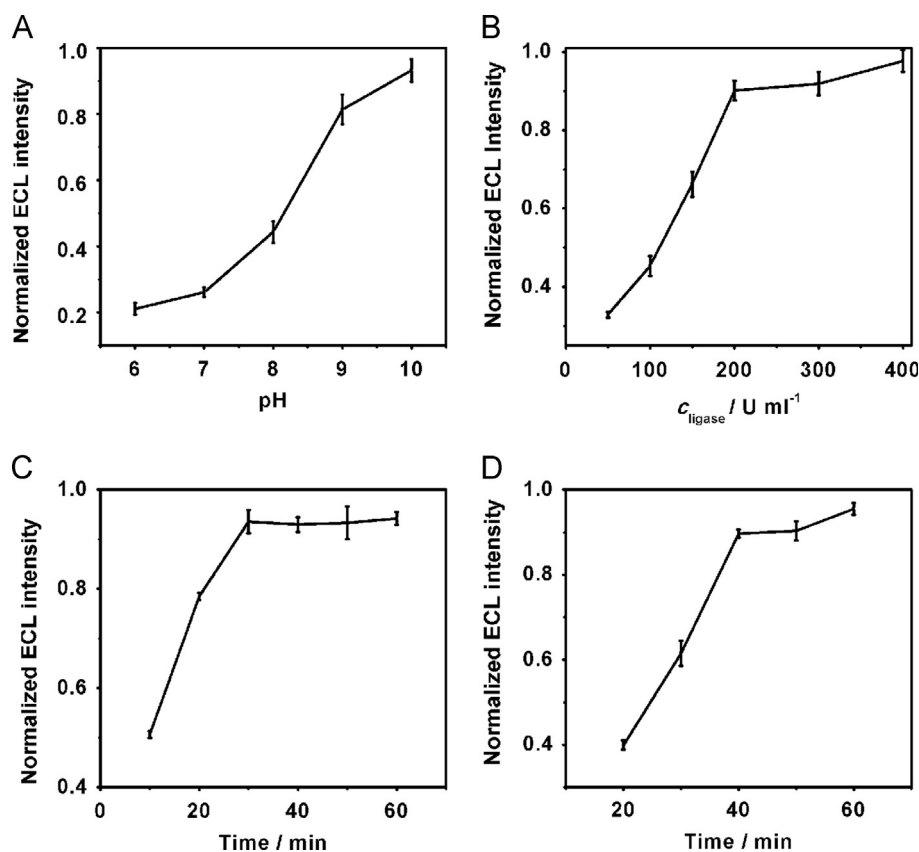 A
Normalized ECL intensity
1.0
0.8
0.6
0.4
0.2
6 7 8 9 10
pH
B
Normalized ECL Intensity
1.0
0.8
0.6
0.4
0 100 200 300 400
c ligase / U ml⁻¹
C
Normalized ECL intensity
1.0
0.8
0.6
0.4
0 20 40 60
Time / min
D
Normalized ECL intensity
1.0
0.8
0.6
0.4
20 40 60
Time / min